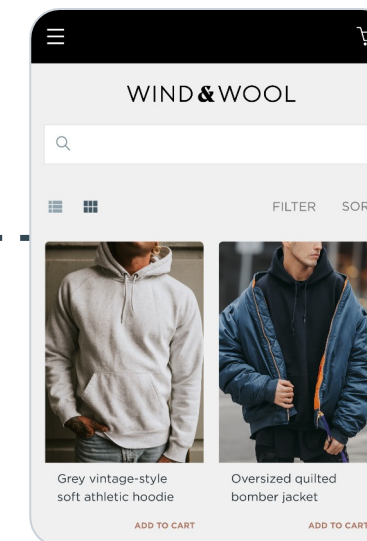 WIND&WOOL
FILTER SOR
Grey vintage-style
soft athletic hoodie
Oversized quilted
bomber jacket
ADD TO CART
ADD TO CART